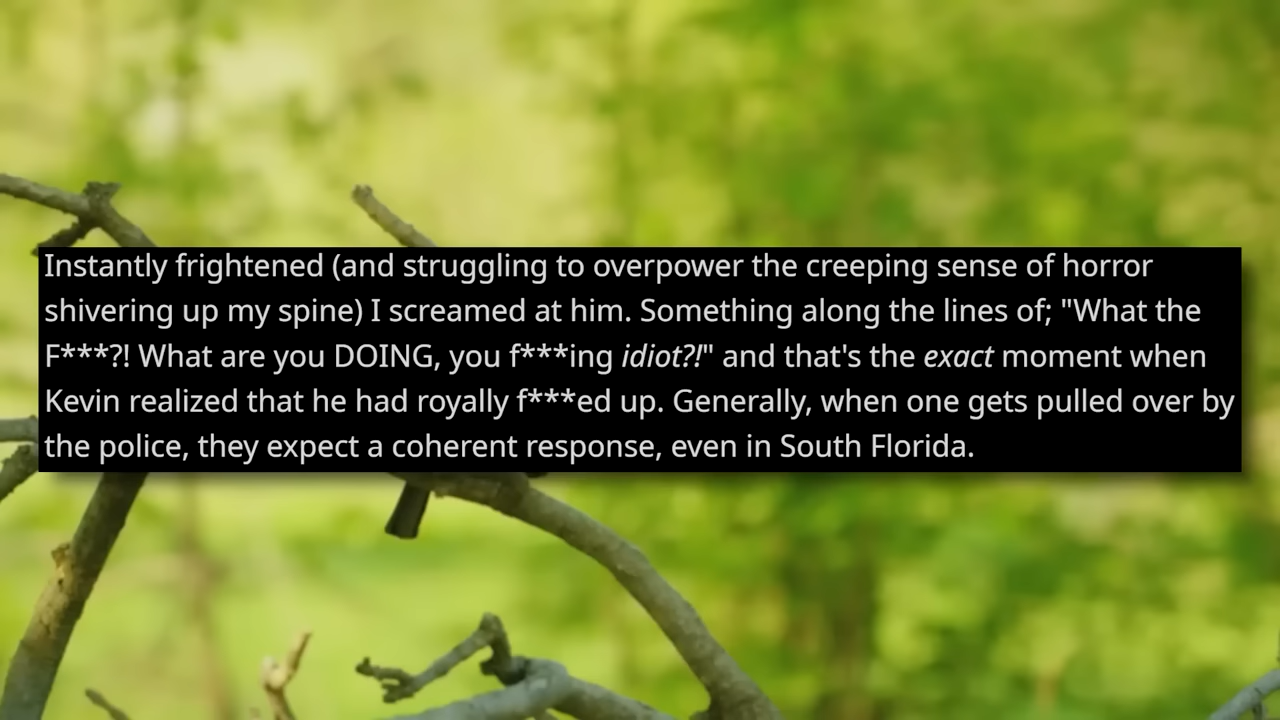 Instantly frightened (and struggling to overpower the creeping sense of horror
shivering up my spine) I screamed at him. Something along the lines of; "What the
F***?! What are you DOING, you f***ing idiot?!" and that's the exact moment when
Kevin realized that he had royally f***ed up. Generally, when one gets pulled over by
the police, they expect a coherent response, even in South Florida.